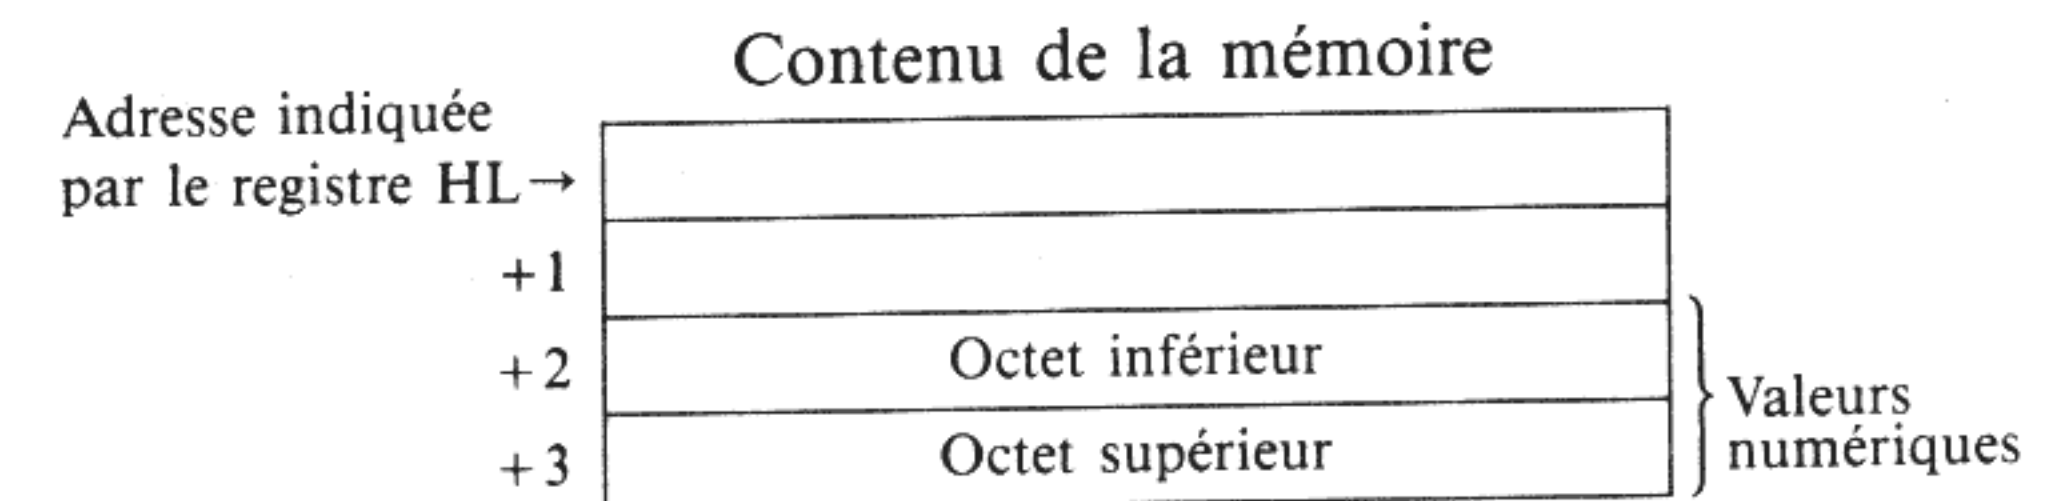 Contenu de la mémoire
Adresse indiquée
par le registre HL→
+1
+2 Octet inférieur
+3 Octet supérieur
Valeurs
numériques